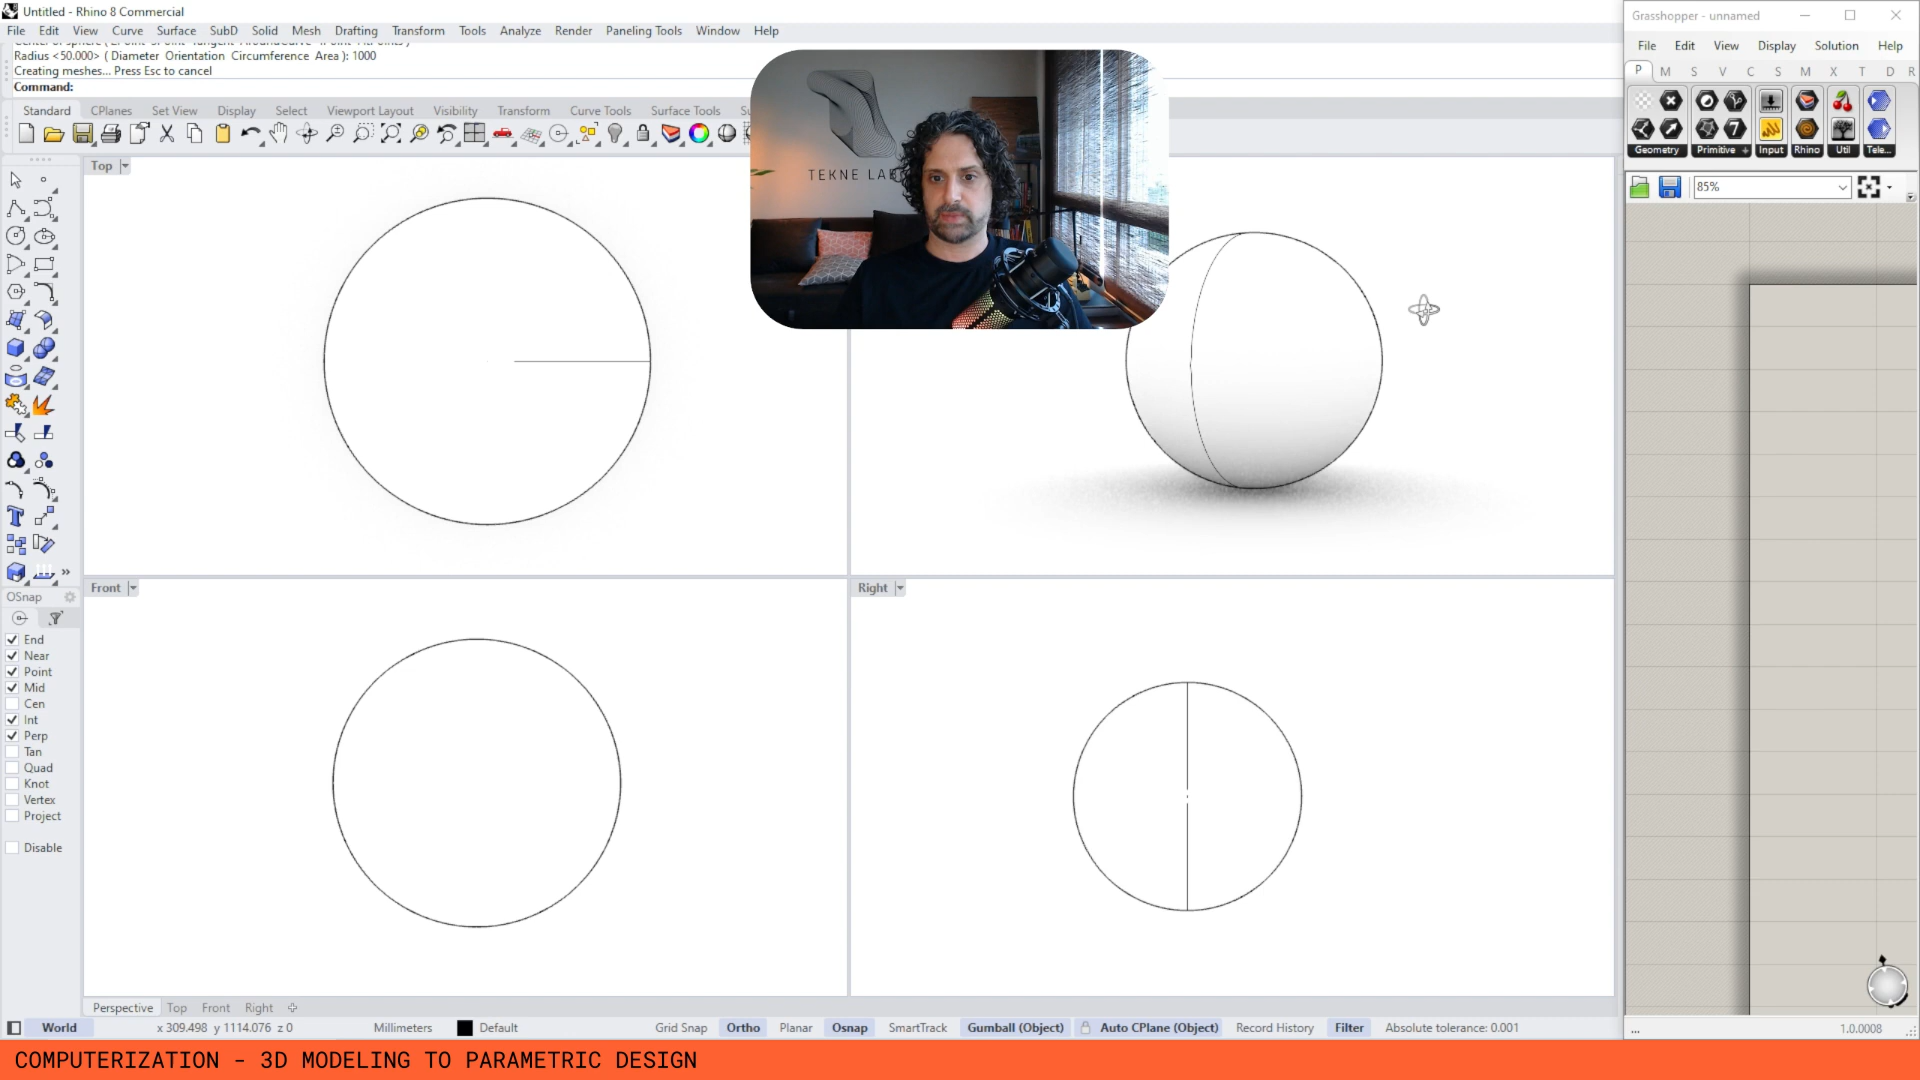 Untitled - Rhino 8 Commercial
File Edit View Curve Surface SubD Solid Mesh Drafting Transform Tools Analyze Render Paneling Tools Window Help
Radius <50.000> ( Diameter Orientation Circumference Area ): 1000
Creating meshes... Press Esc to cancel
Command:
Standard CPlanes Set View Display Select Viewport Layout Visibility Transform Curve Tools Surface Tools
TEKNE LAB
Top
Front
Right
OSnap
End
Near
Point
Mid
Cen
Int
Perp
Tan
Quad
Knot
Vertex
Project
Disable
Perspective Top Front Right
World x 309.498 y 1114.076 z 0 Millimeters Default Grid Snap Ortho Planar Osnap SmartTrack Gumball (Object) Auto CPlane (Object) Record History Filter Absolute tolerance: 0.001
Grasshopper - unnamed
File Edit View Display Solution Help
P M S V C S M X T D R
Geometry Primitive + Input Rhino Util Tele...
85%
... 1.0.0008
COMPUTERIZATION - 3D MODELING TO PARAMETRIC DESIGN